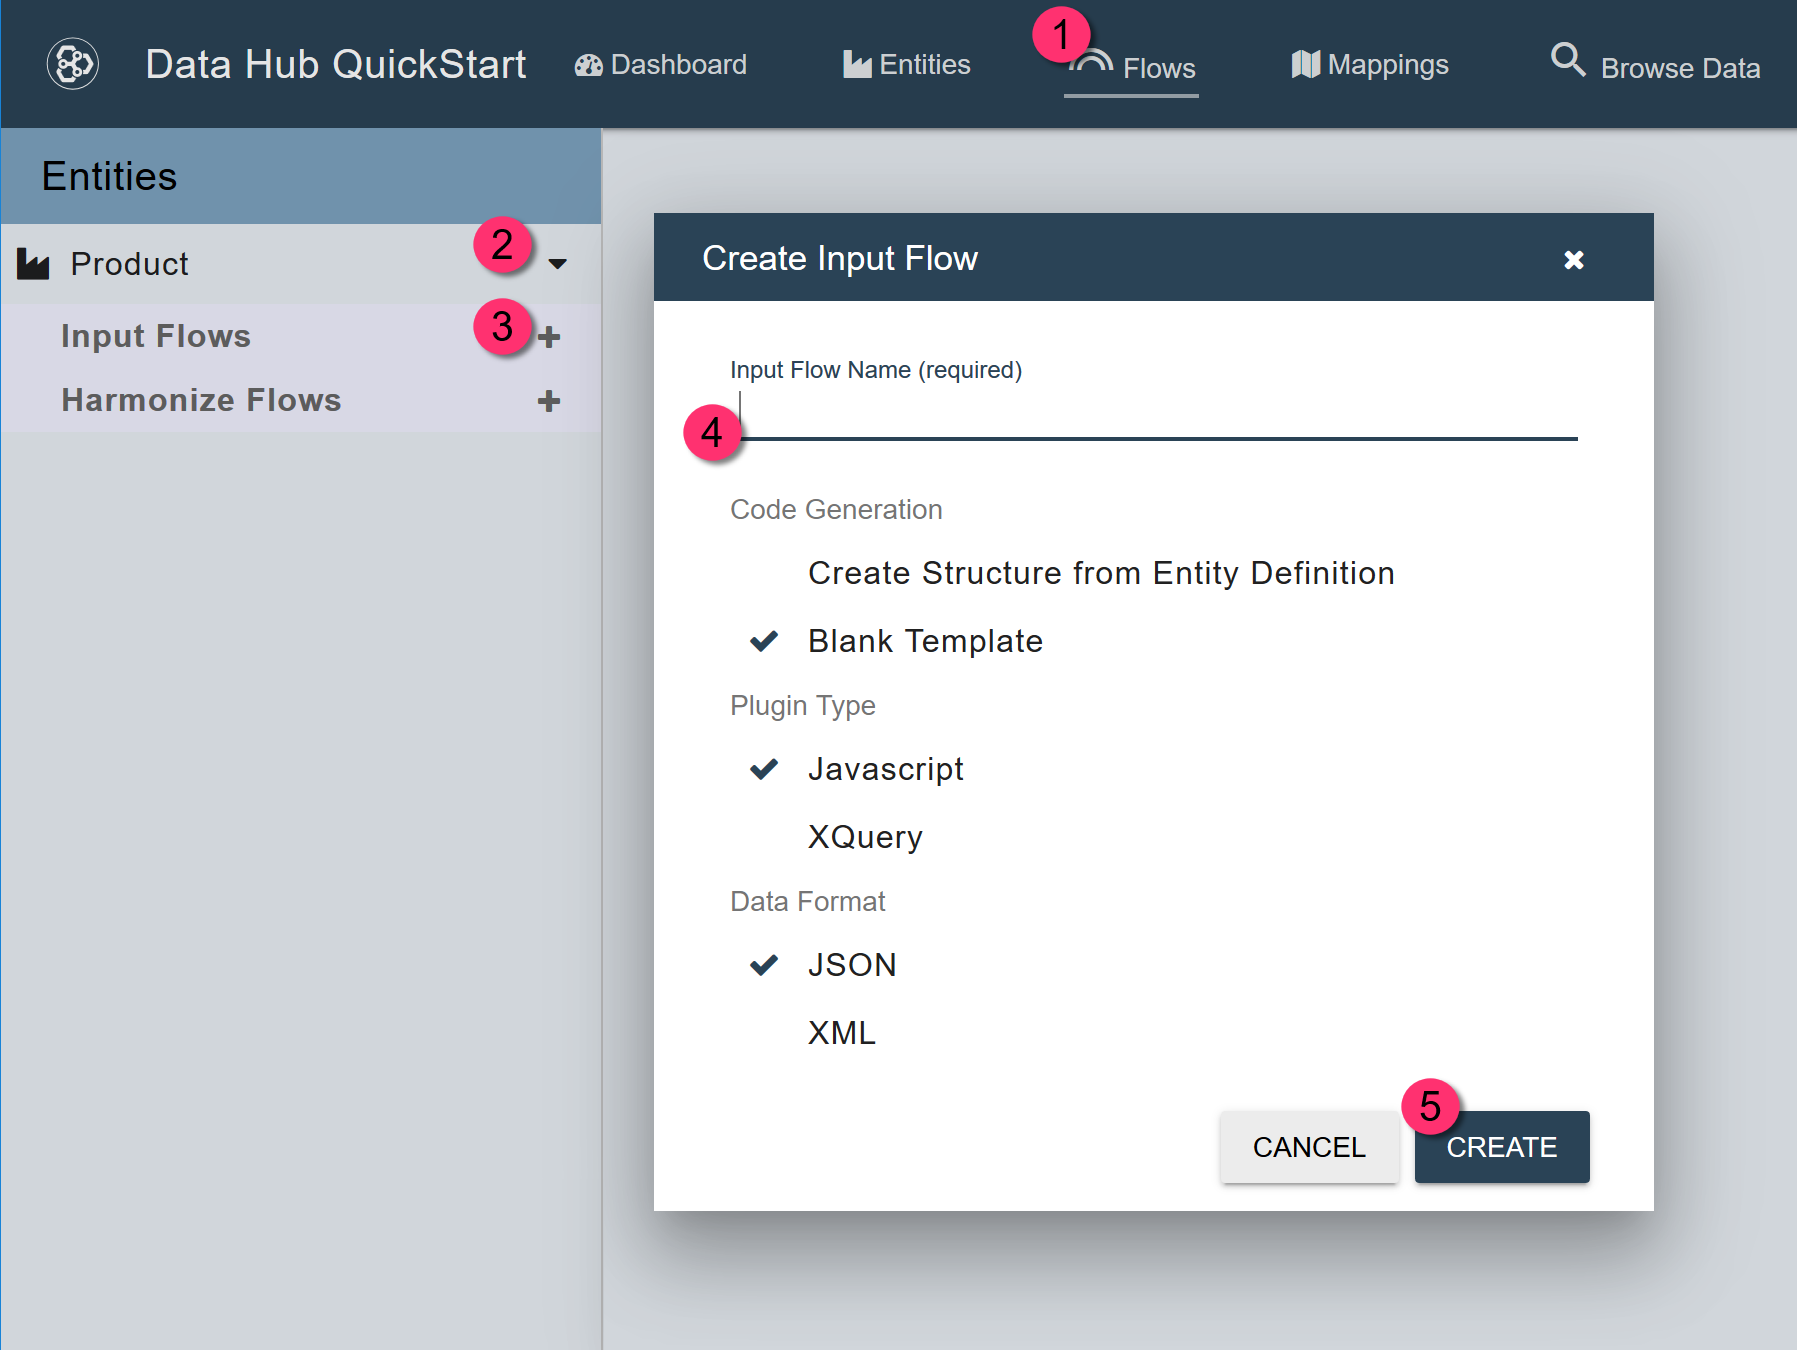 Data Hub QuickStart Dashboard Entities 1 Flows Mappings Browse Data
Entities
Product 2
Input Flows 3
Harmonize Flows
Create Input Flow
Input Flow Name (required)
4
Code Generation
Create Structure from Entity Definition
Blank Template
Plugin Type
Javascript
XQuery
Data Format
JSON
XML
5
CANCEL CREATE